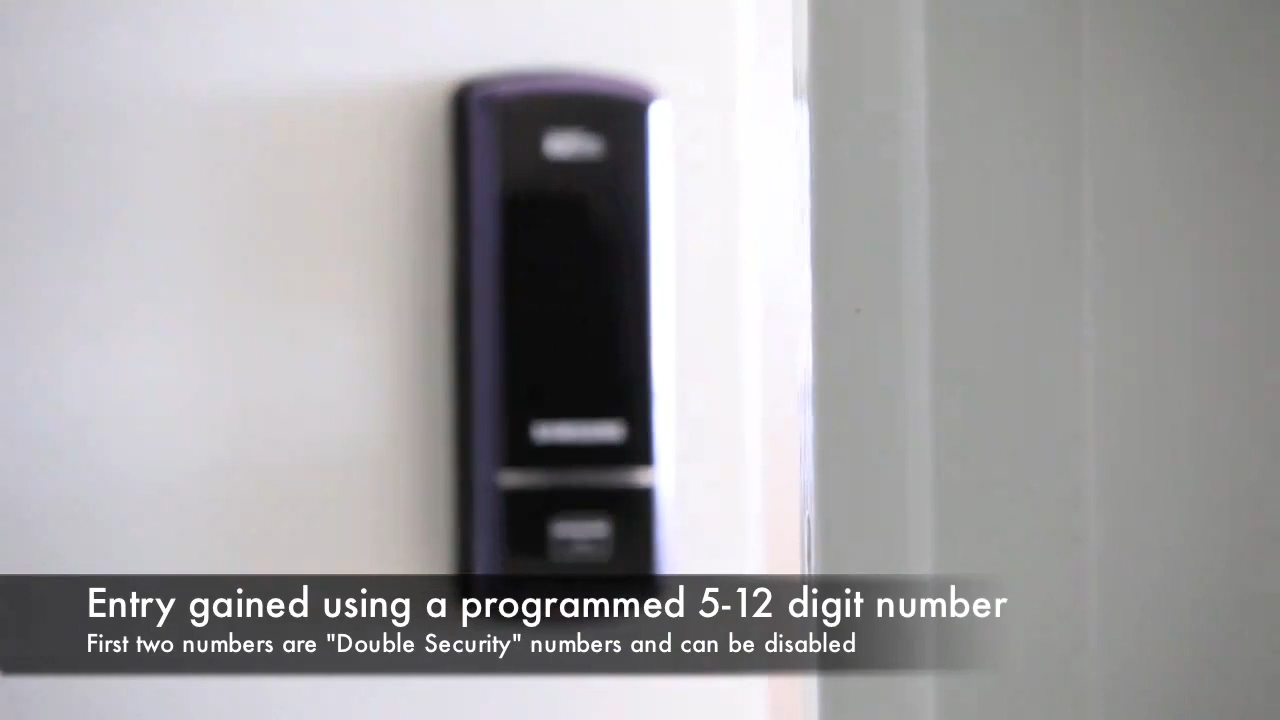 Entry gained using a programmed 5-12 digit number
First two numbers are "Double Security" numbers and can be disabled